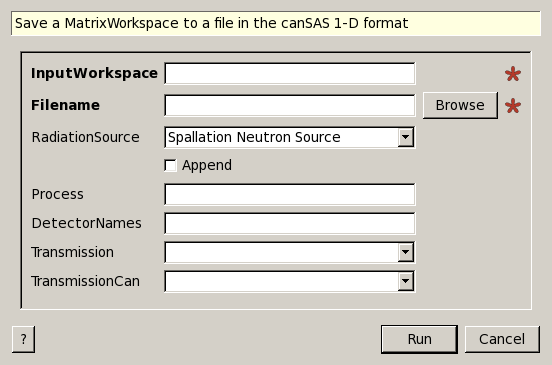 Save a MatrixWorkspace to a file in the canSAS 1-D format
InputWorkspace
Filename
Browse
RadiationSource
Spallation Neutron Source
Append
Process
DetectorNames
Transmission
TransmissionCan
?
Run
Cancel